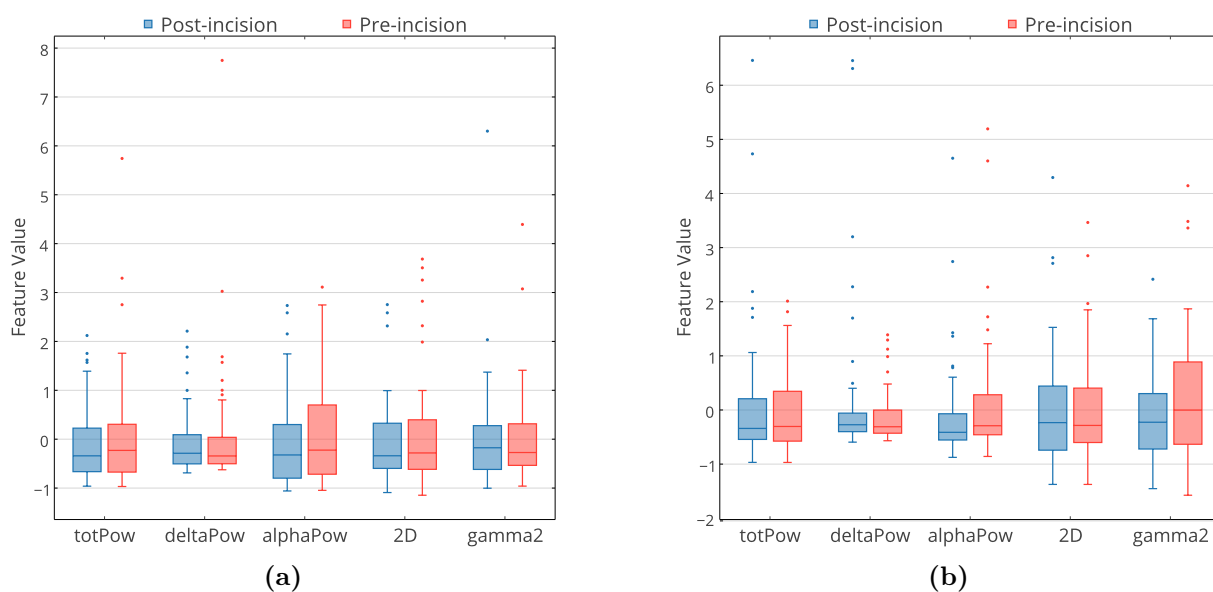 Post-incision Pre-incision
8
7
6
5
4
3
2
1
0
−1
Feature Value
totPow deltaPow alphaPow 2D gamma2
(a)
Post-incision Pre-incision
6
5
4
3
2
1
0
−1
−2
Feature Value
totPow deltaPow alphaPow 2D gamma2
(b)